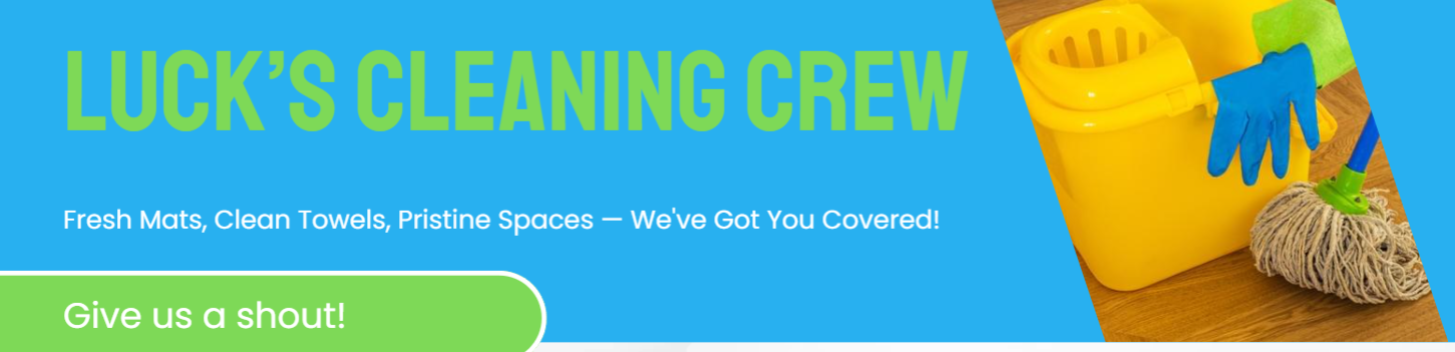 LUCK’S CLEANING CREW
Fresh Mats, Clean Towels, Pristine Spaces — We've Got You Covered!
Give us a shout!